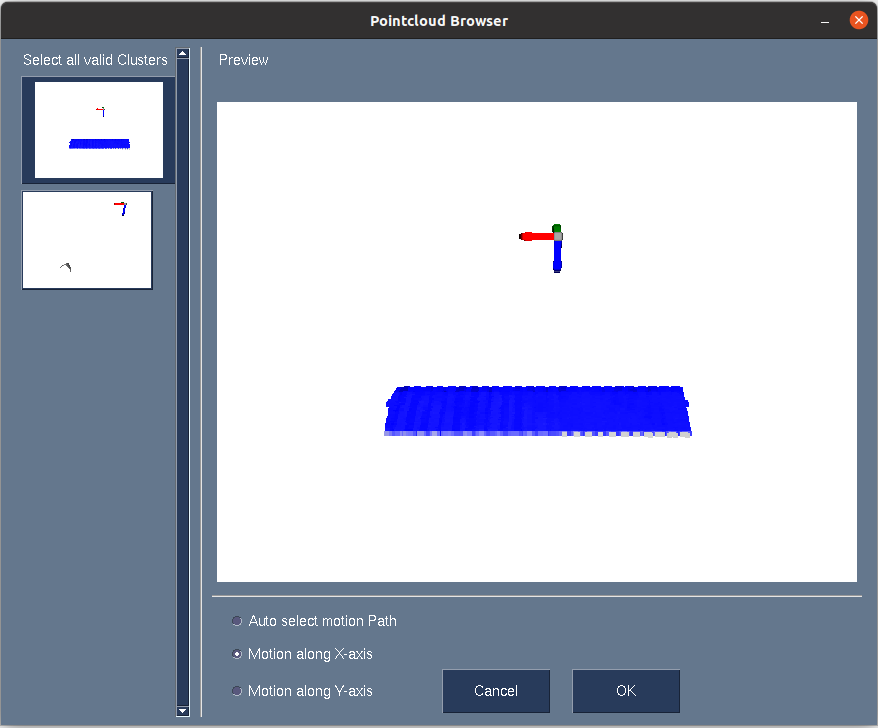 Pointcloud Browser
Select all valid Clusters
Preview
Auto select motion Path
Motion along X-axis
Motion along Y-axis
Cancel
OK